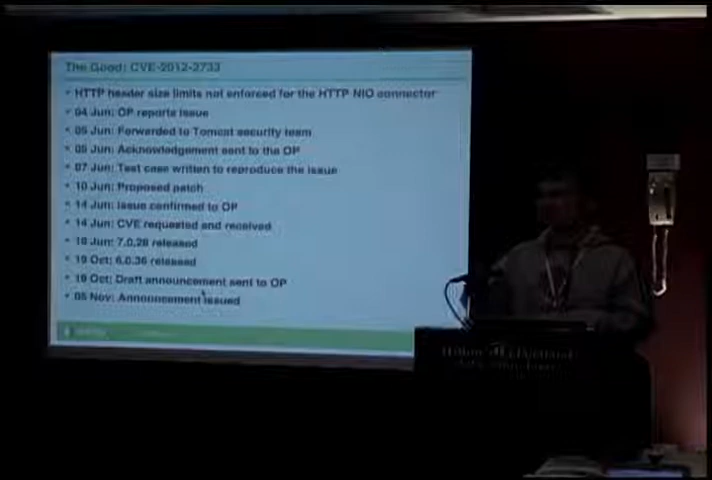 The Good: CVE-2012-2733
• HTTP header size limits not enforced for the HTTP NIO connector
• 04 Jun: OP reports issue
• 05 Jun: Forwarded to Tomcat security team
• 05 Jun: Acknowledgement sent to the OP
• 07 Jun: Test case written to reproduce the issue
• 10 Jun: Proposed patch
• 14 Jun: Issue confirmed to OP
• 14 Jun: CVE requested and received
• 18 Jun: 7.0.28 released
• 19 Oct: 6.0.36 released
• 19 Oct: Draft announcement sent to OP
• 05 Nov: Announcement issued